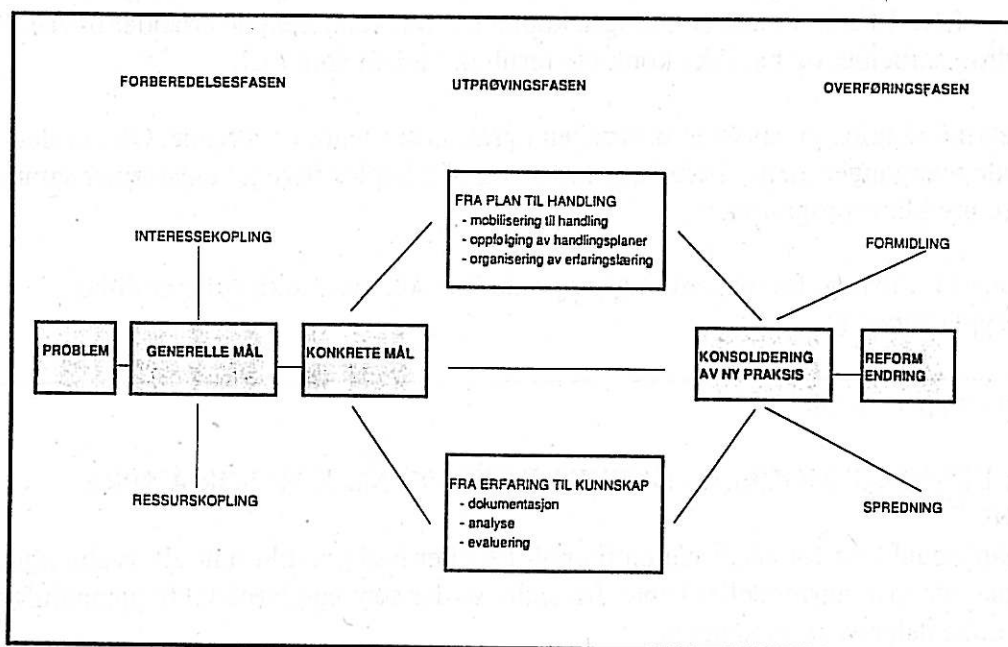 FORBEREDELSESFASEN
UTPRØVINGSFASEN
OVERFØRINGSFASEN
FRA PLAN TIL HANDLING
- mobilisering til handling
- oppfølging av handlingsplaner
- organisering av erfaringslæring
INTERESSEKOPLING
FORMIDLING
PROBLEM
GENERELLE MÅL
KONKRETE MÅL
KONSOLIDERING
AV NY PRAKSIS
REFORM
ENDRING
FRA ERFARING TIL KUNNSKAP
- dokumentasjon
- analyse
- evaluering
RESSURSKOPLING
SPREDNING